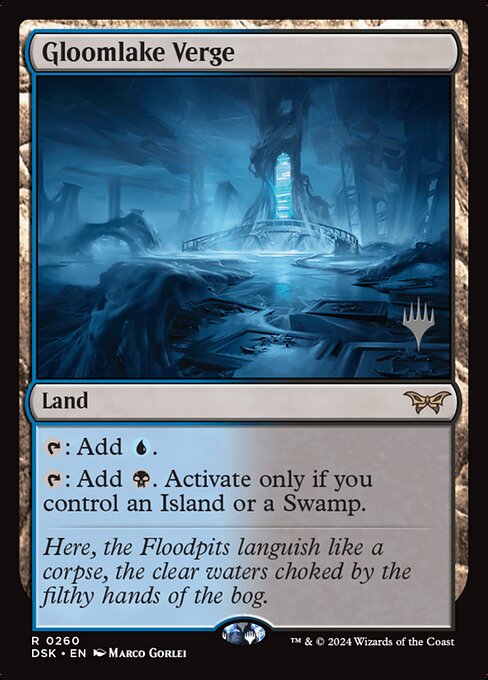 Gloomlake Verge
Land
: Add .
: Add . Activate only if you
control an Island or a Swamp.
Here, the Floodpits languish like a
corpse, the clear waters choked by the
filthy hands of the bog.
R 0260
DSK • EN Marco Gorlei
™ & © 2024 Wizards of the Coast